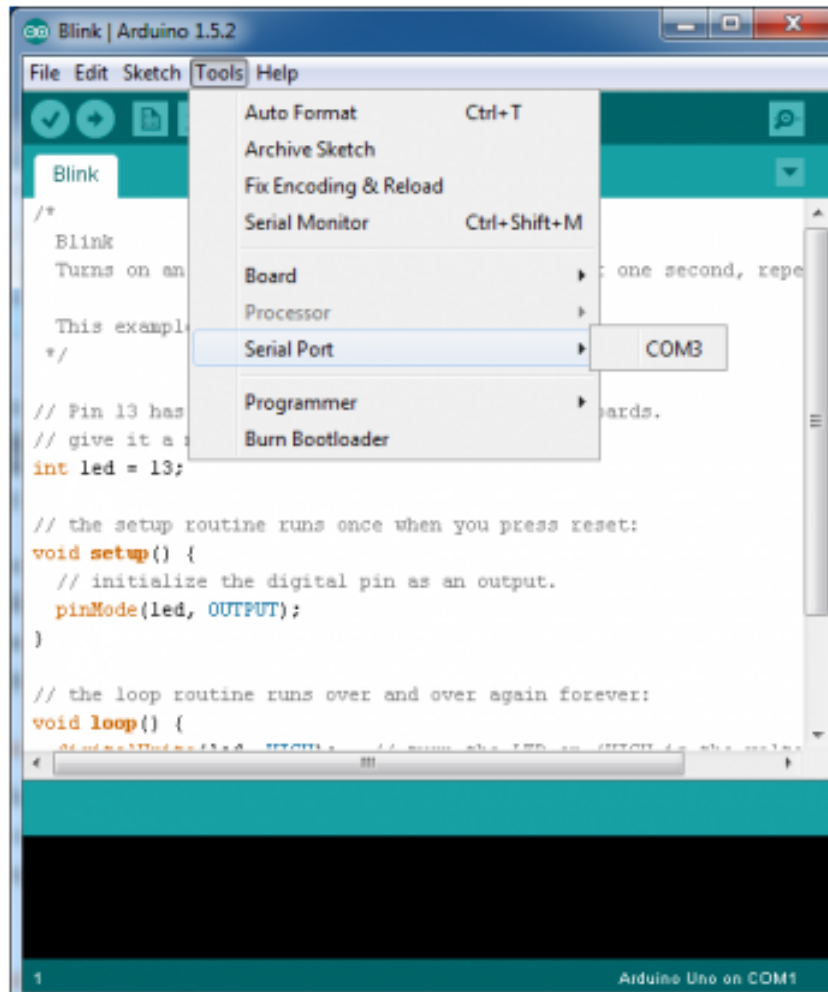 Blink | Arduino 1.5.2
File Edit Sketch Tools Help
Auto Format Ctrl+T
Archive Sketch
Fix Encoding & Reload
Serial Monitor Ctrl+Shift+M
Board
Processor
Serial Port
COM3
Programmer
Burn Bootloader
Blink
/*
Blink
Turns on an one second, repe
This exampl
*/
// Pin 13 has ards.
// give it a
int led = 13;
// the setup routine runs once when you press reset:
void setup() {
// initialize the digital pin as an output.
pinMode(led, OUTPUT);
}
// the loop routine runs over and over again forever:
void loop() {
1
Arduino Uno on COM1